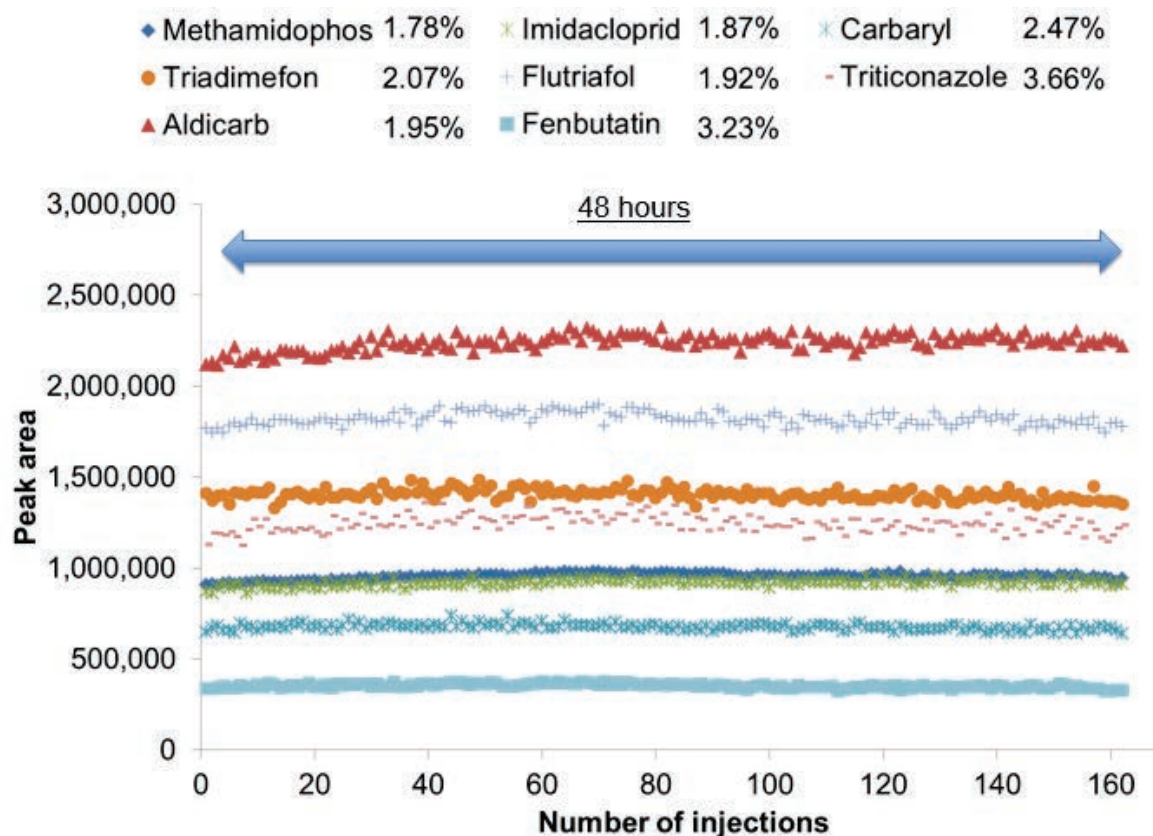 Methamidophos 1.78% Imidacloprid 1.87% Carbaryl 2.47%
Triadimefon 2.07% Flutriafol 1.92% Triticonazole 3.66%
Aldicarb 1.95% Fenbutatin 3.23%
48 hours
3,000,000
2,500,000
2,000,000
1,500,000
1,000,000
500,000
0
Peak area
0 20 40 60 80 100 120 140 160
Number of injections